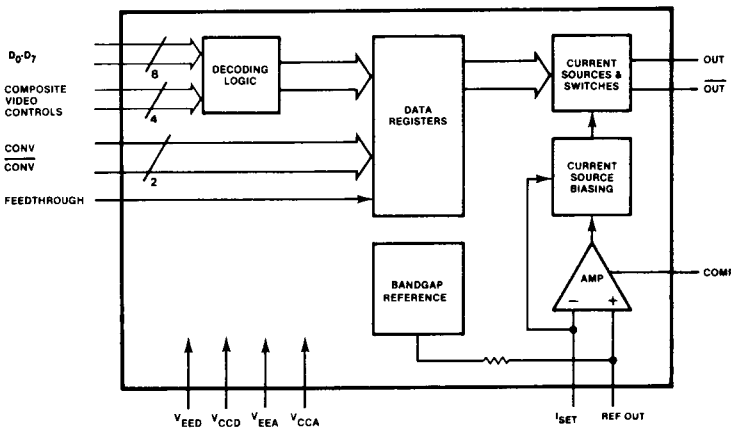 D0-D7
8
COMPOSITE
VIDEO
CONTROLS
4
CONV
CONV
2
FEEDTHROUGH
DECODING
LOGIC
DATA
REGISTERS
CURRENT
SOURCES &
SWITCHES
OUT
OUT
CURRENT
SOURCE
BIASING
AMP
− +
COMP
BANDGAP
REFERENCE
VEED
VCCD
VEEA
VCCA
ISET
REF OUT